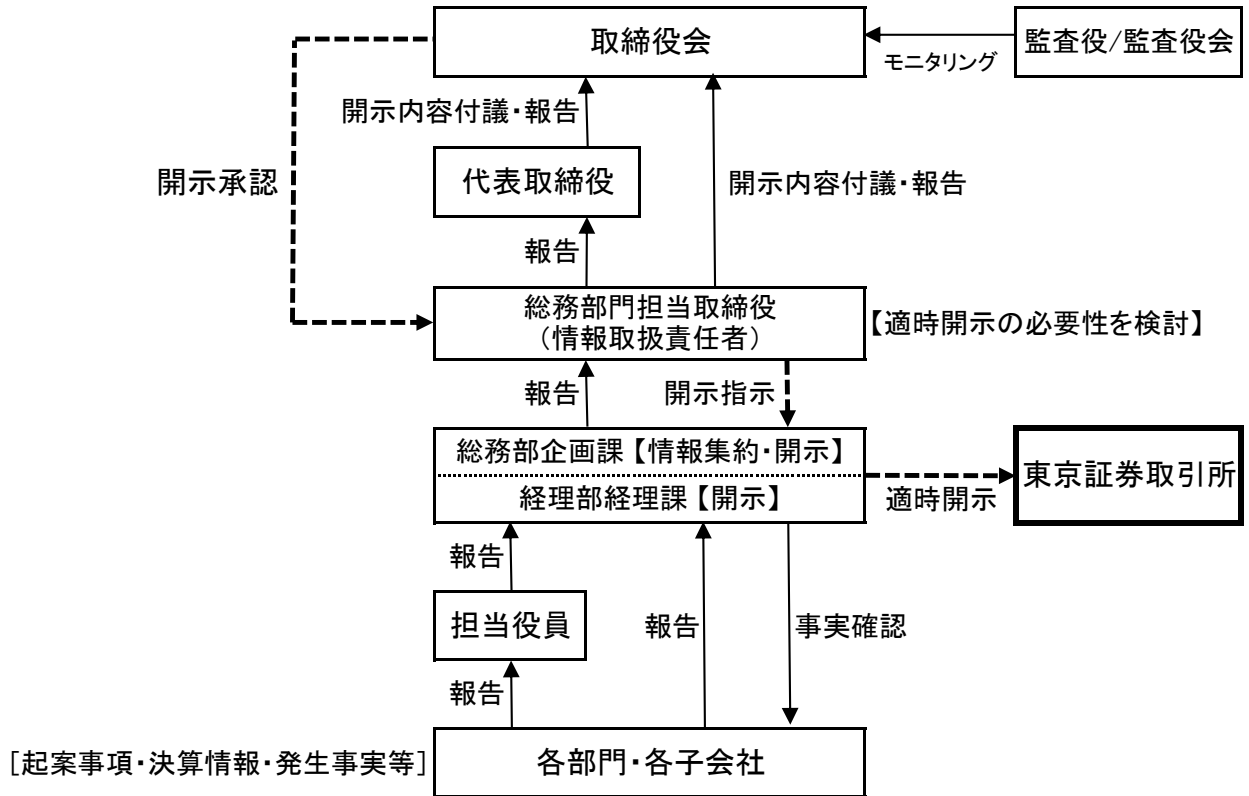 取締役会
監査役/監査役会
モニタリング
開示内容付議・報告
代表取締役
開示承認
開示内容付議・報告
報告
総務部門担当取締役
（情報取扱責任者）
【適時開示の必要性を検討】
報告
開示指示
総務部企画課【情報集約・開示】
経理部経理課【開示】
適時開示
東京証券取引所
報告
担当役員
報告
事実確認
報告
各部門・各子会社
[起案事項・決算情報・発生事実等]